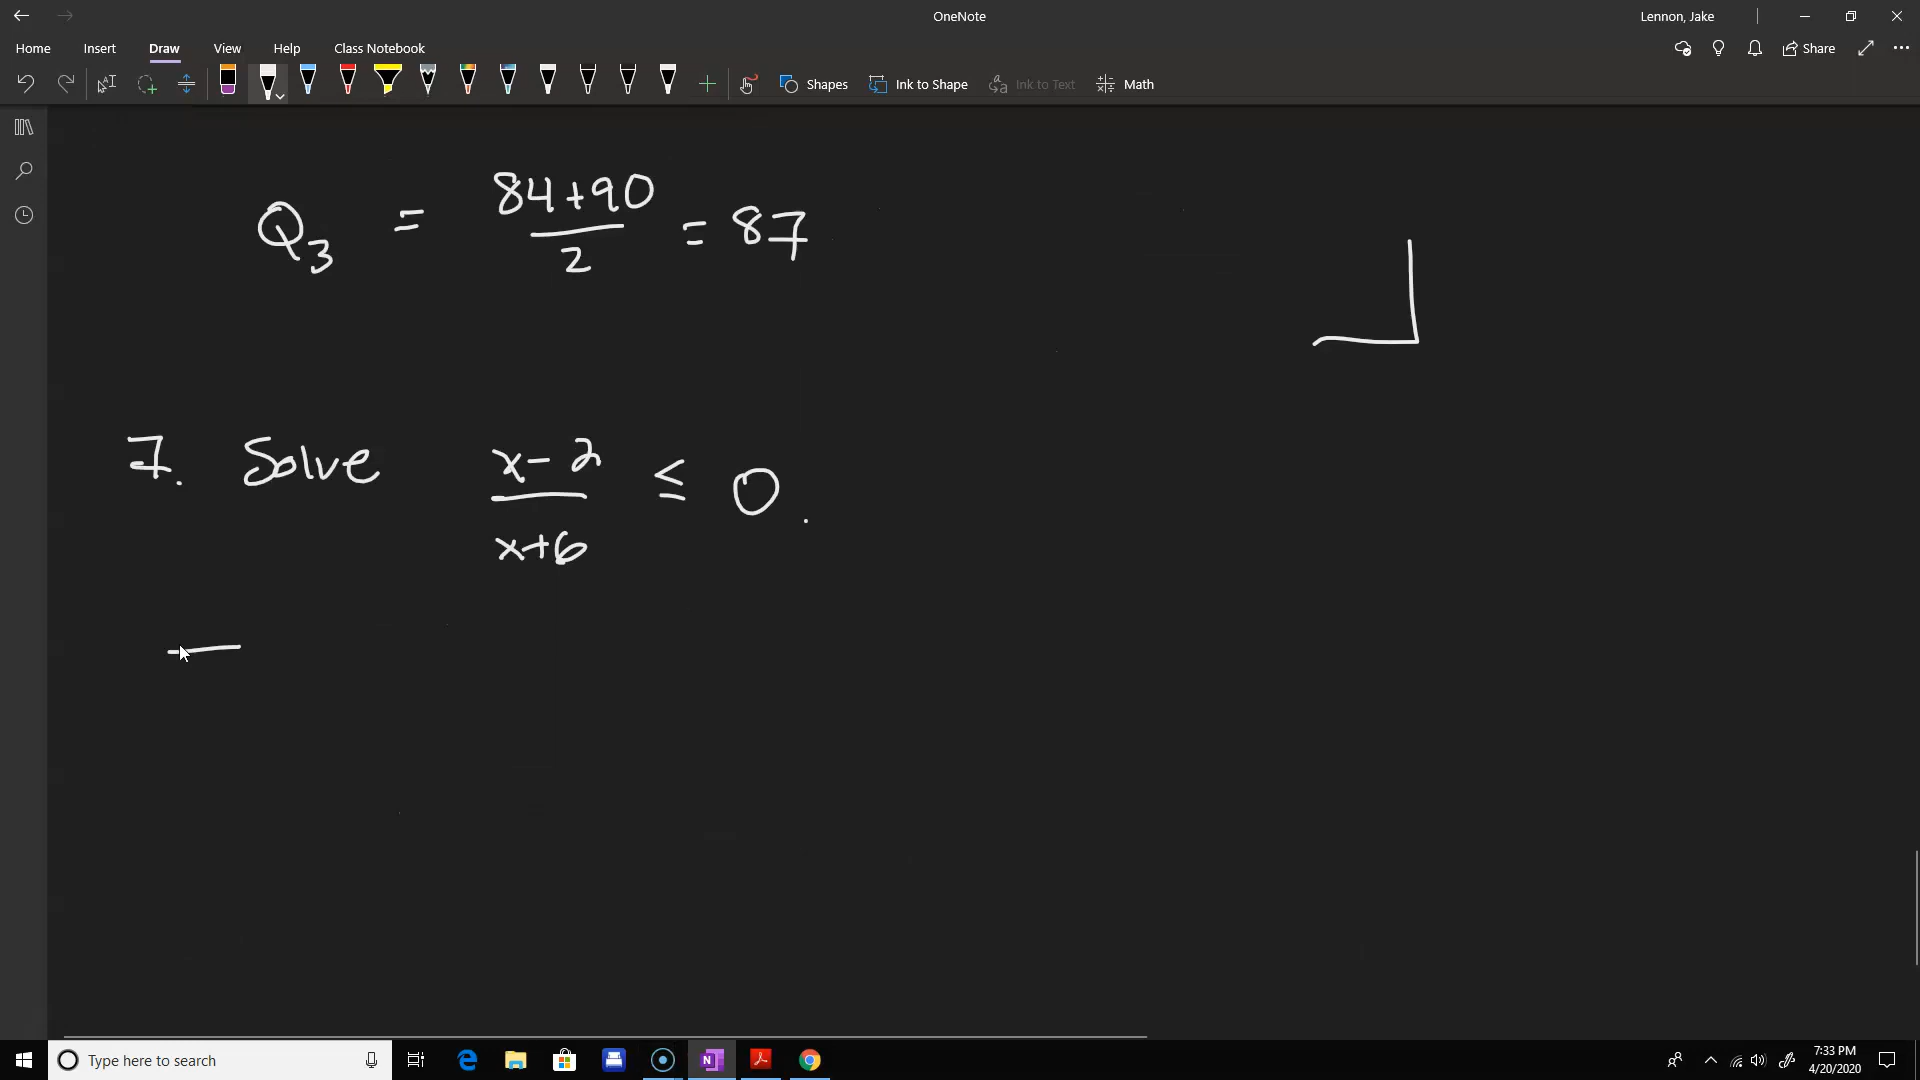 OneNote
Lennon, Jake
Home Insert Draw View Help Class Notebook
Share
Shapes Ink to Shape Ink to Text Math
Q3 = 84+90 / 2 = 87
7. Solve x-2 / x+6 ≤ 0.
Type here to search
7:33 PM
4/20/2020